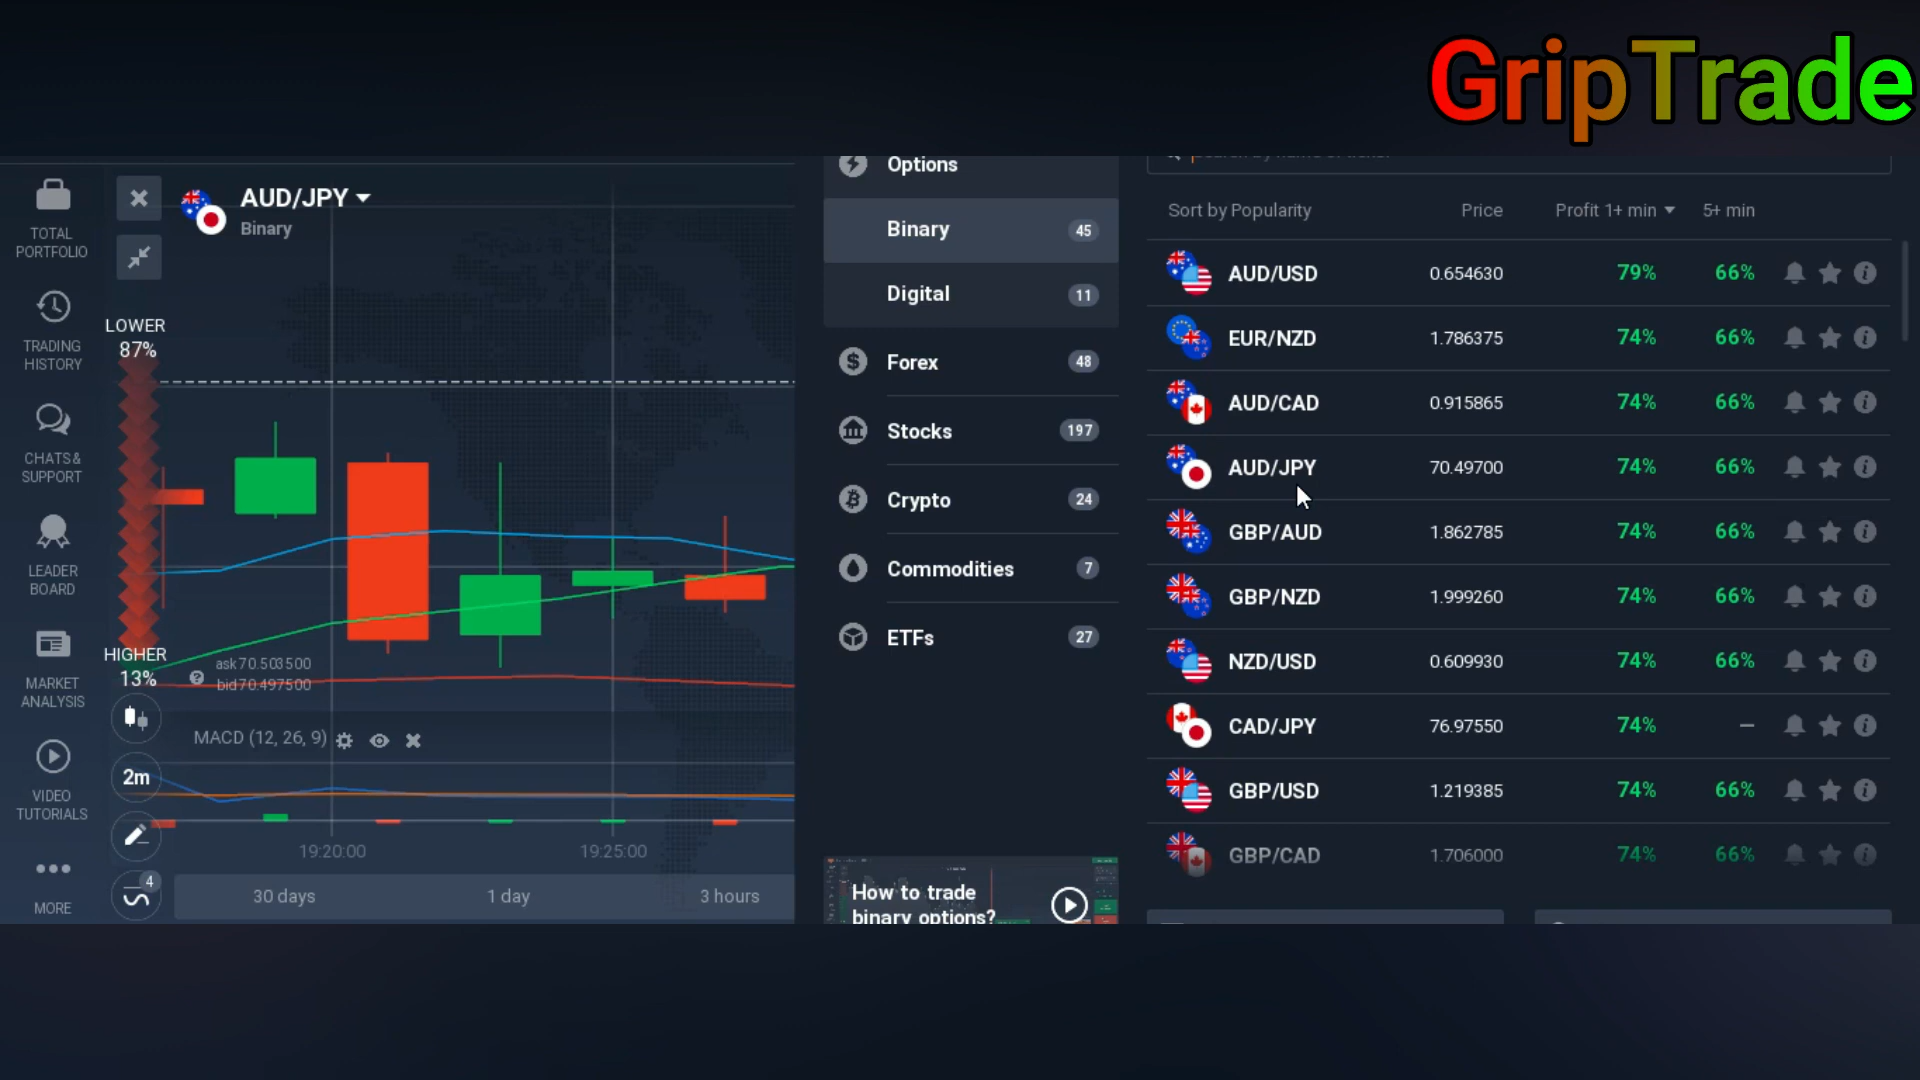 GripTrade
Options
TOTAL
PORTFOLIO
TRADING
HISTORY
CHATS &
SUPPORT
LEADER
BOARD
MARKET
ANALYSIS
VIDEO
TUTORIALS
MORE
AUD/JPY
Binary
LOWER
87%
HIGHER
13%
ask 70.503500
bid 70.497500
MACD (12, 26, 9)
2m
4
19:20:00 19:25:00
30 days 1 day 3 hours
Binary 45
Digital 11
Forex 48
Stocks 197
Crypto 24
Commodities 7
ETFs 27
How to trade
binary options?
Sort by Popularity Price Profit 1+ min 5+ min
AUD/USD 0.654630 79% 66%
EUR/NZD 1.786375 74% 66%
AUD/CAD 0.915865 74% 66%
AUD/JPY 70.49700 74% 66%
GBP/AUD 1.862785 74% 66%
GBP/NZD 1.999260 74% 66%
NZD/USD 0.609930 74% 66%
CAD/JPY 76.97550 74% —
GBP/USD 1.219385 74% 66%
GBP/CAD 1.706000 74% 66%